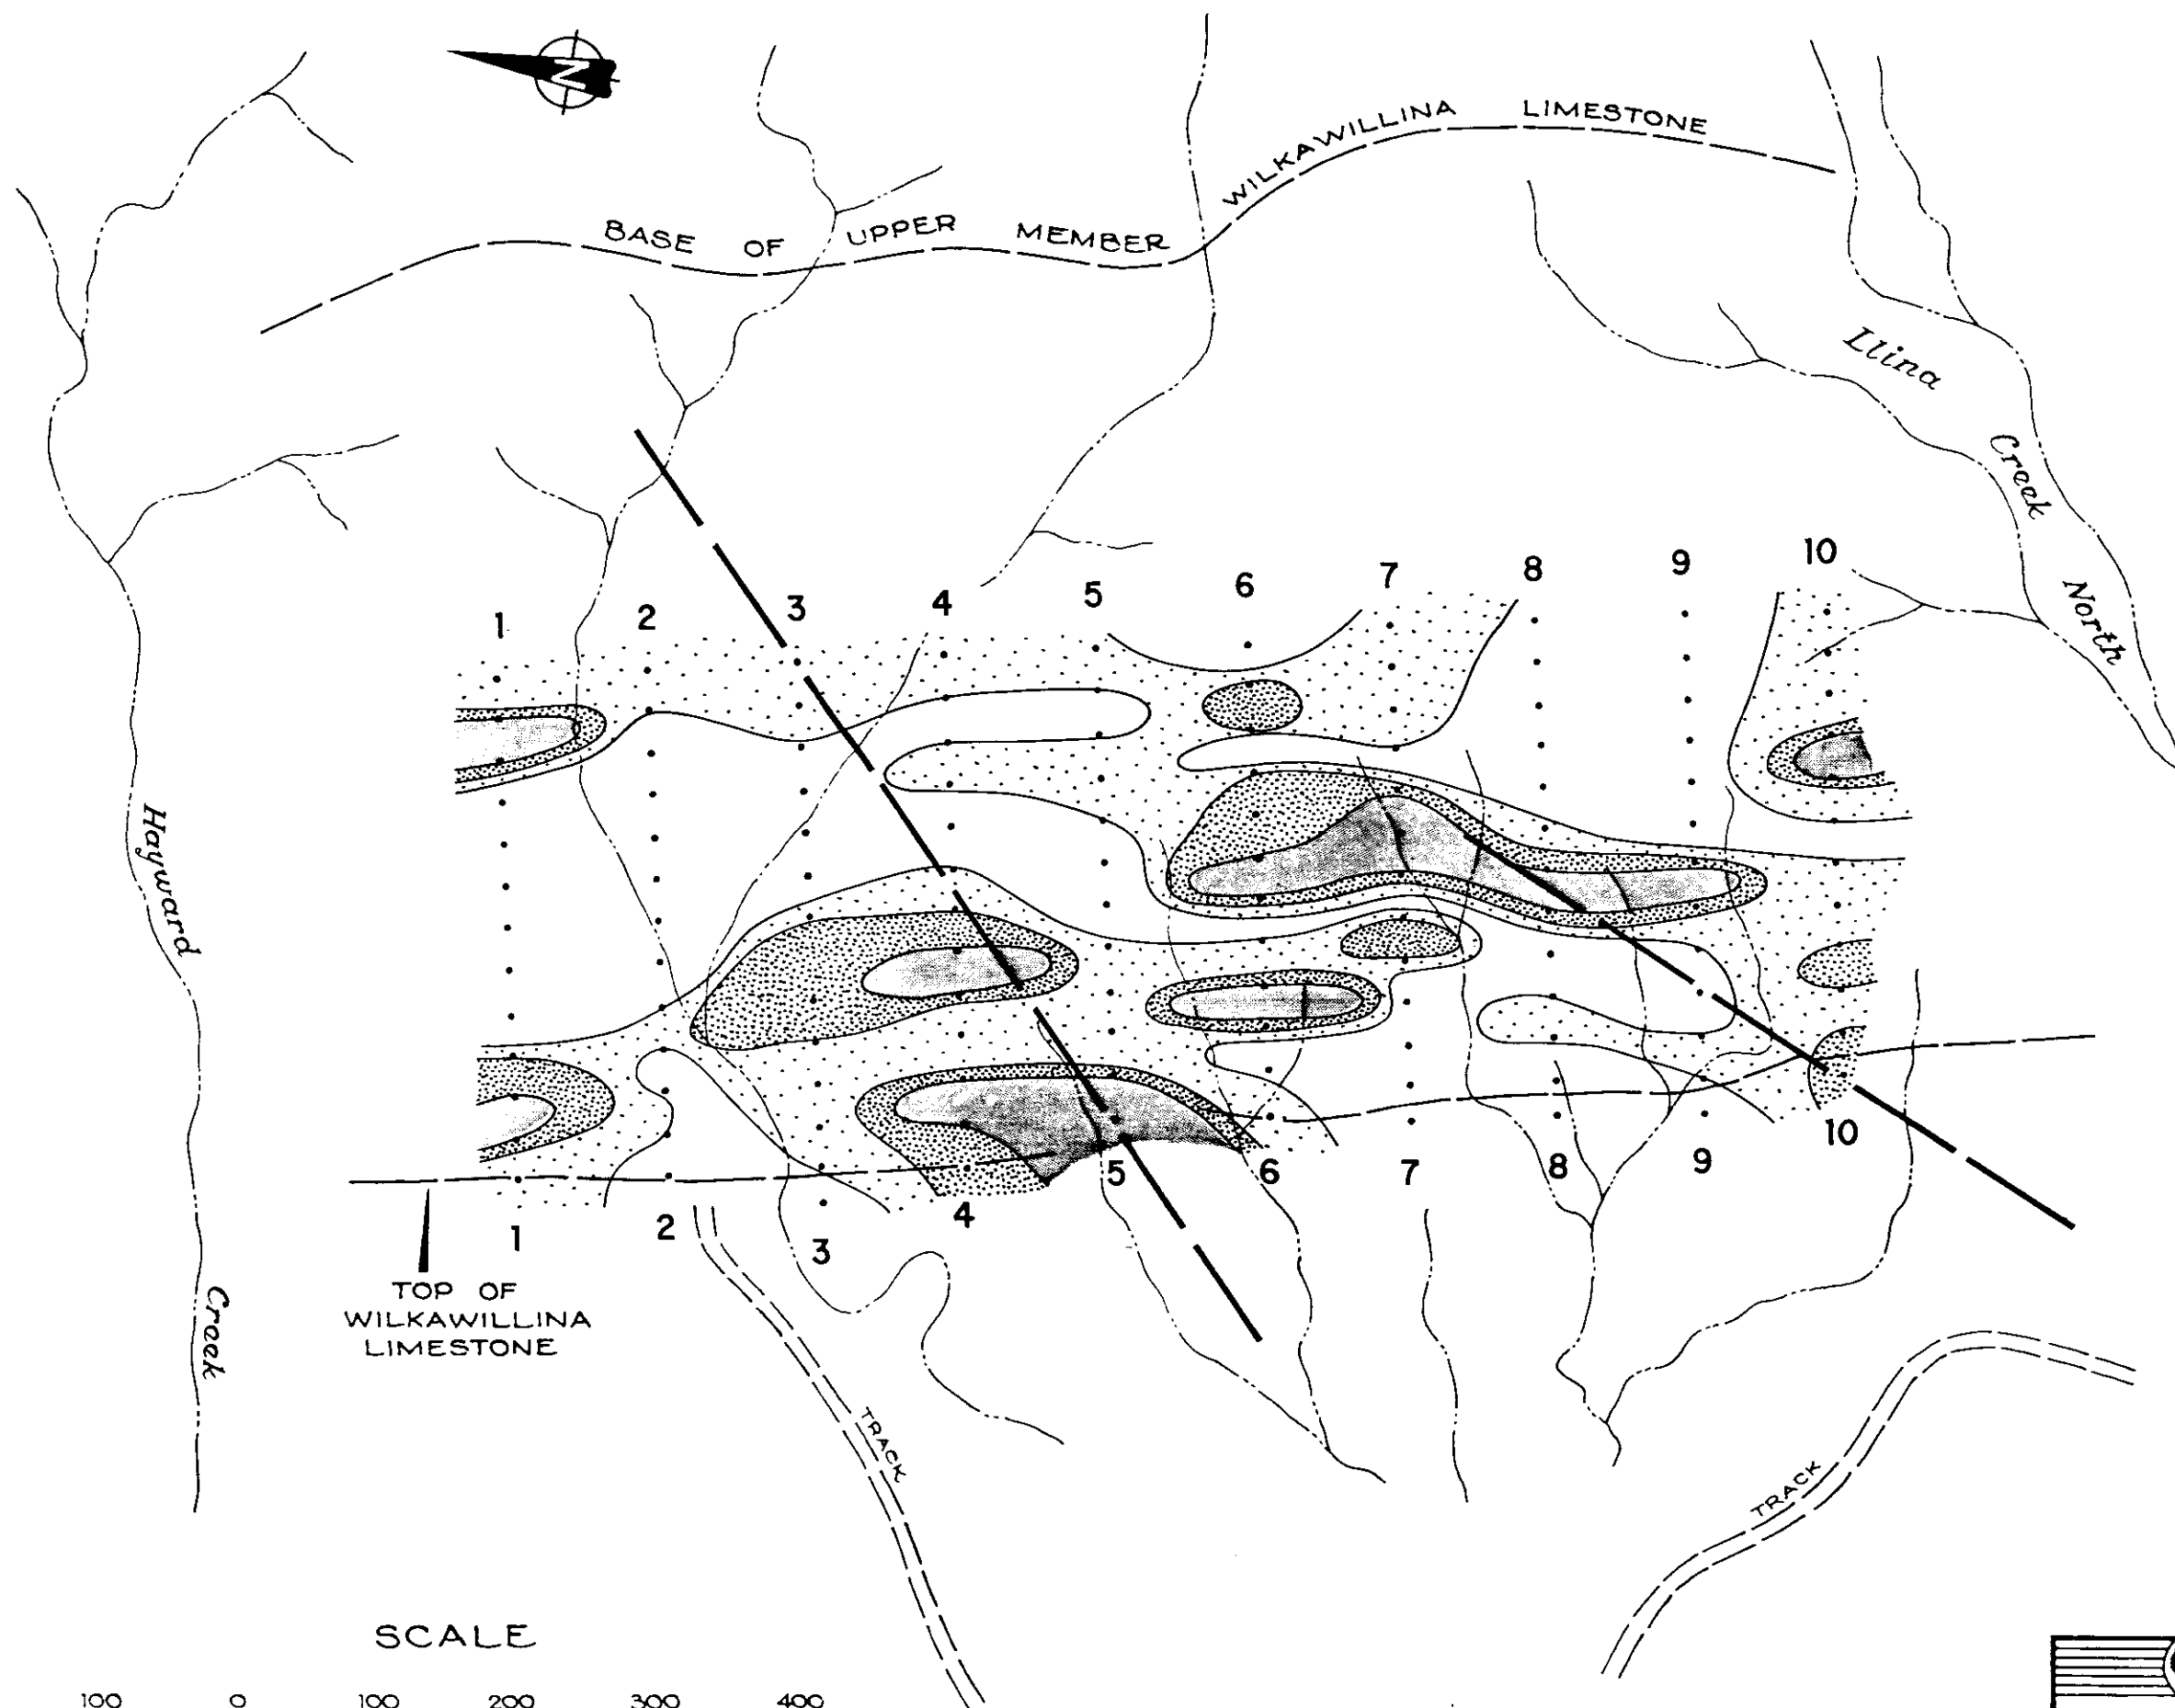 N
WILKAWILLINA LIMESTONE
BASE OF UPPER MEMBER
Llina Creek North
1 2 3 4 5 6 7 8 9 10
Hayward Creek
1 2 3 4 5 6 7 8 9 10
TOP OF
WILKAWILLINA
LIMESTONE
TRACK
TRACK
SCALE
100 0 100 200 300 400